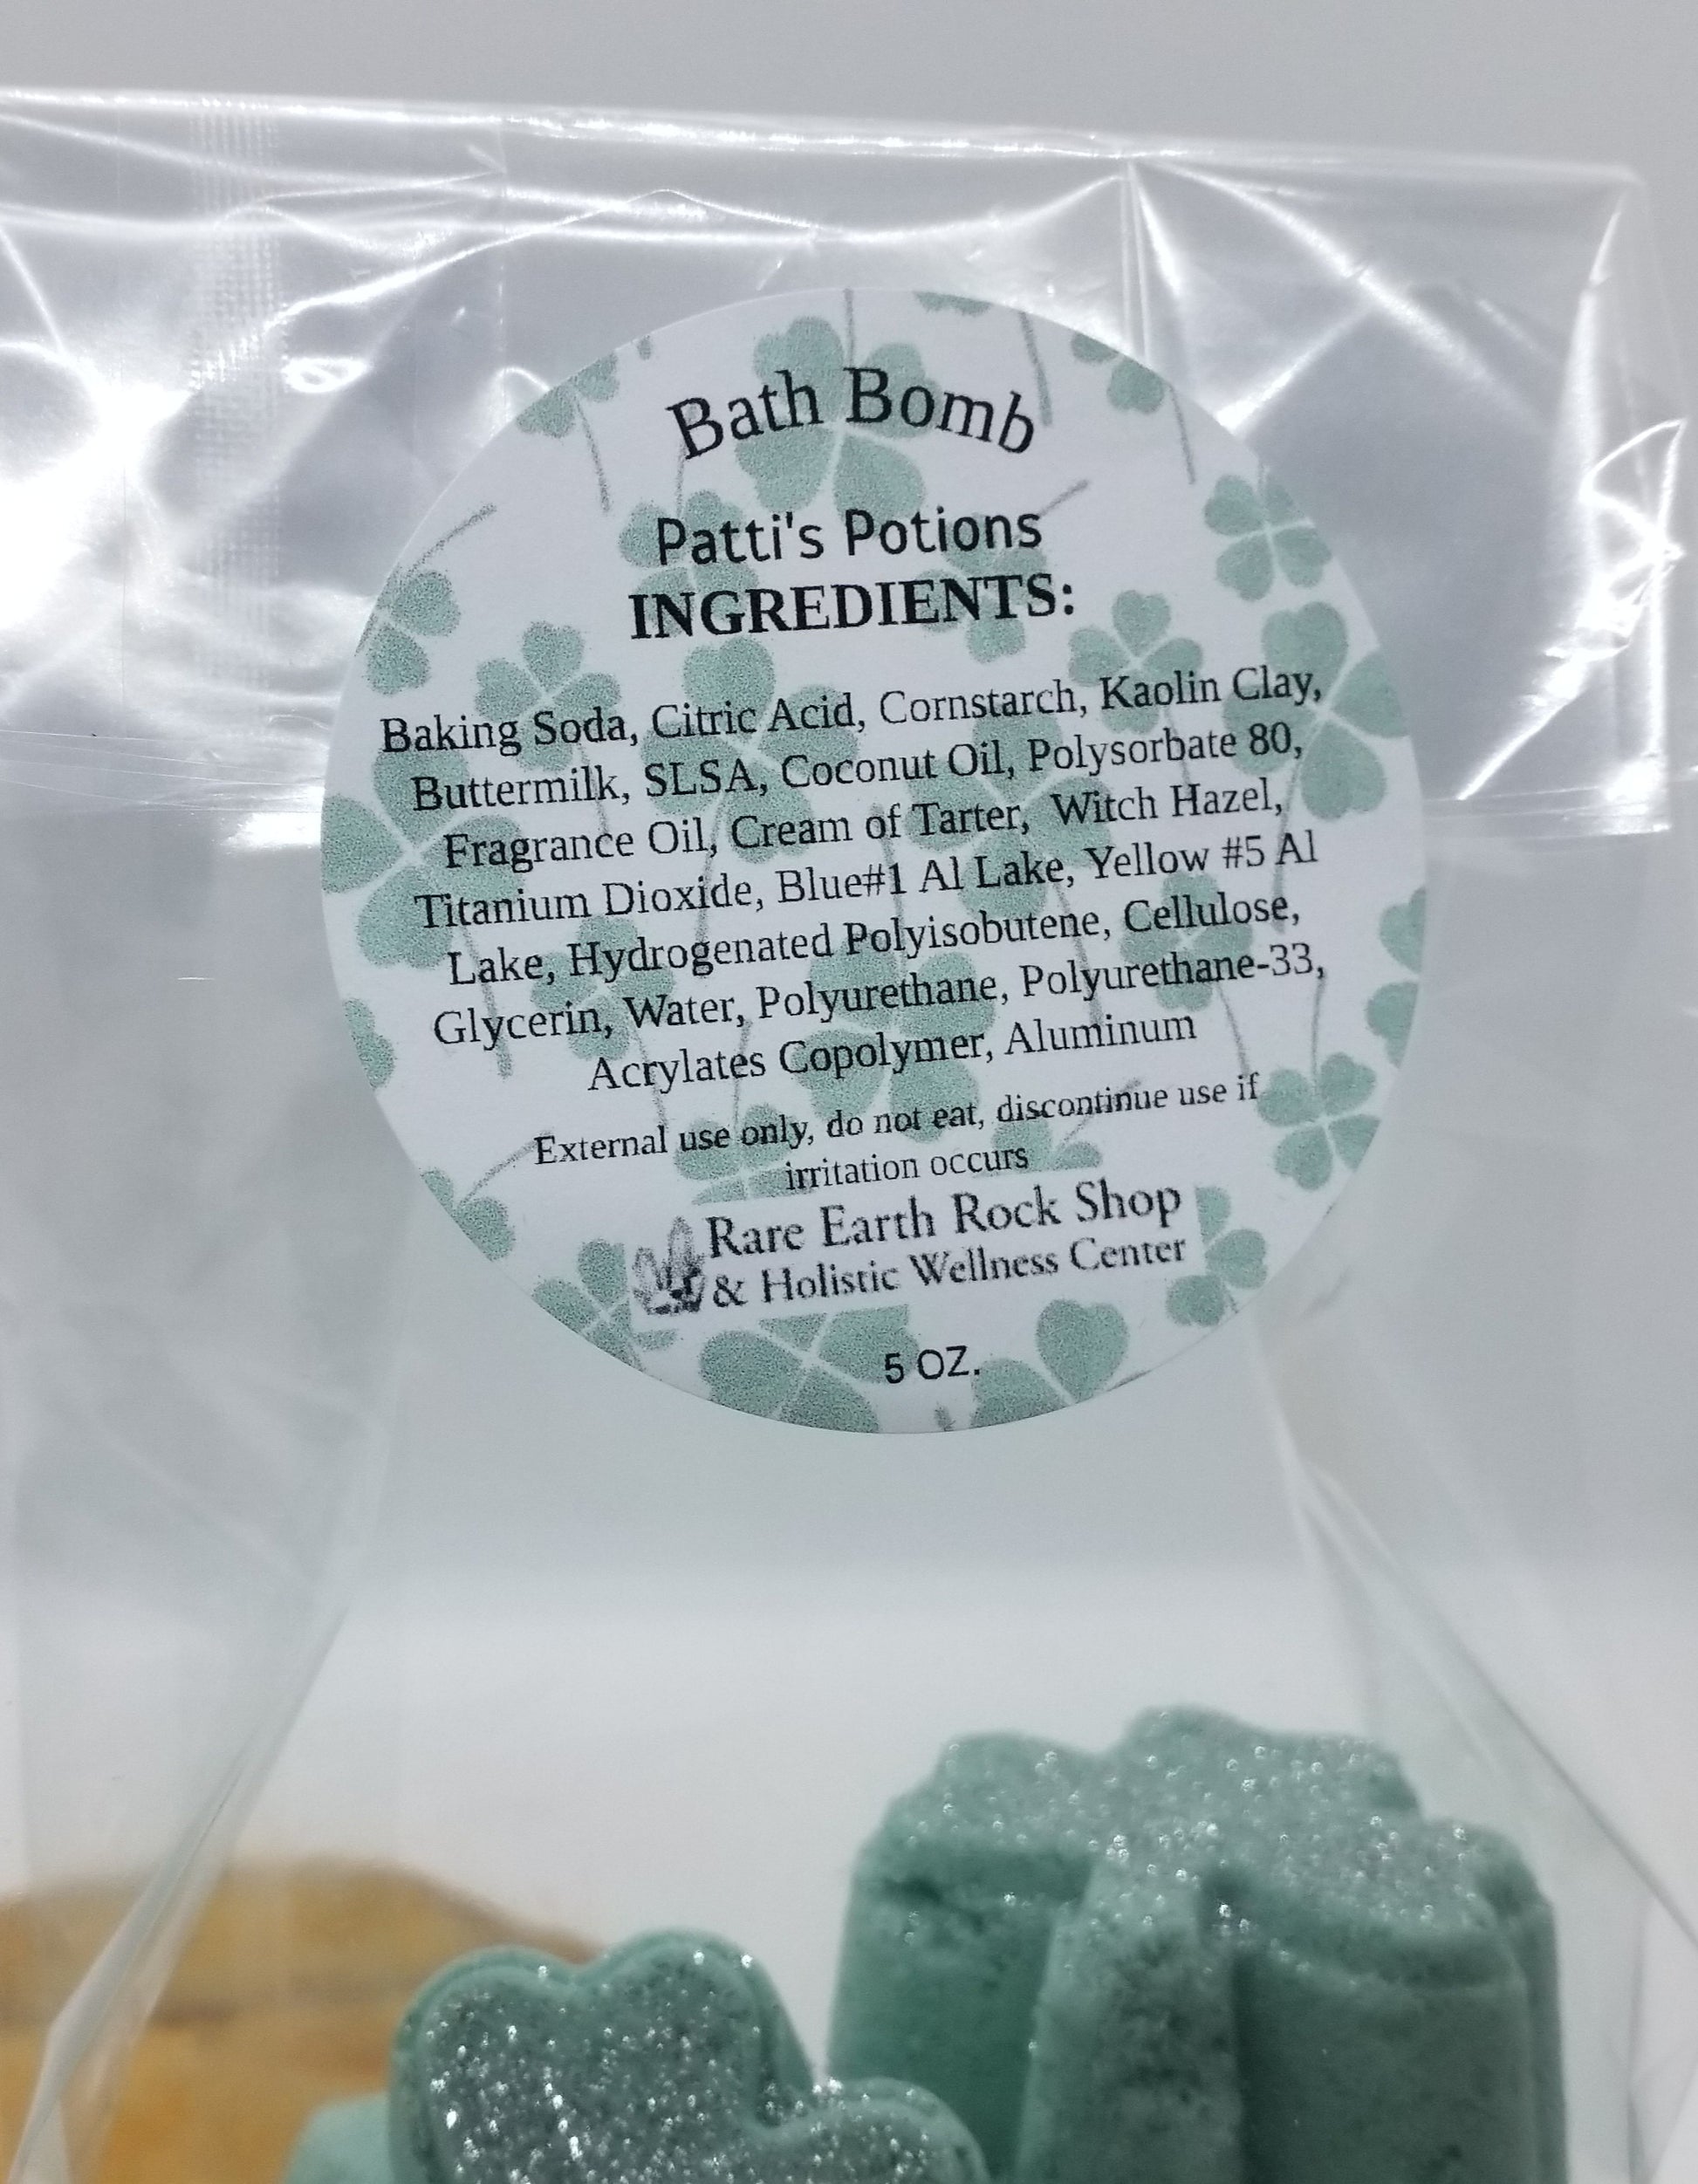 Bath Bomb
Patti's Potions
INGREDIENTS:
Baking Soda, Citric Acid, Cornstarch, Kaolin Clay,
Buttermilk, SLSA, Coconut Oil, Polysorbate 80,
Fragrance Oil, Cream of Tarter, Witch Hazel,
Titanium Dioxide, Blue#1 Al Lake, Yellow #5 Al
Lake, Hydrogenated Polyisobutene, Cellulose,
Glycerin, Water, Polyurethane, Polyurethane-33,
Acrylates Copolymer, Aluminum
External use only, do not eat, discontinue use if
irritation occurs
Rare Earth Rock Shop
& Holistic Wellness Center
5 OZ.